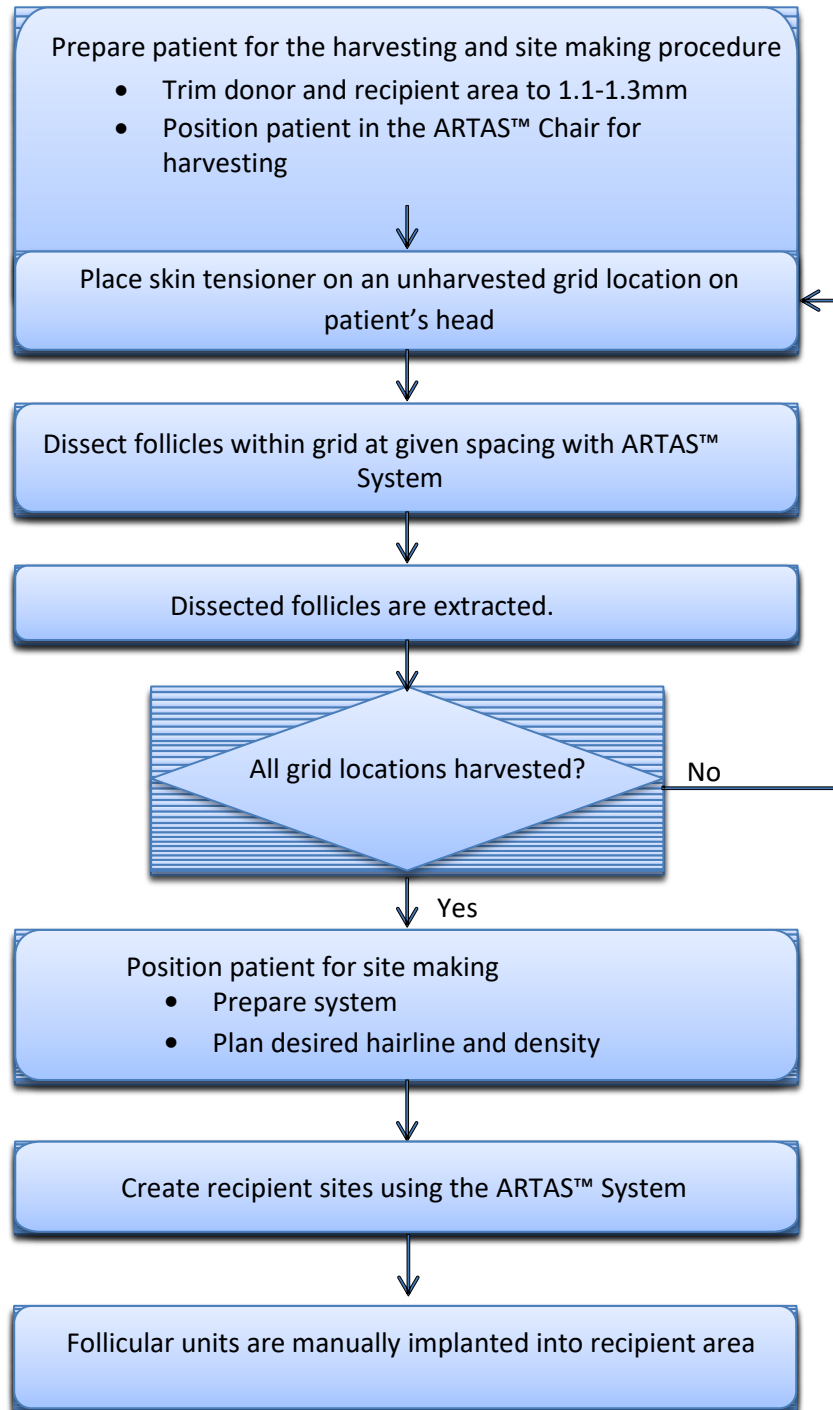 Prepare patient for the harvesting and site making procedure
• Trim donor and recipient area to 1.1-1.3mm
• Position patient in the ARTAS™ Chair for
harvesting
Place skin tensioner on an unharvested grid location on
patient’s head
Dissect follicles within grid at given spacing with ARTAS™
System
Dissected follicles are extracted.
All grid locations harvested?
No
Yes
Position patient for site making
• Prepare system
• Plan desired hairline and density
Create recipient sites using the ARTAS™ System
Follicular units are manually implanted into recipient area